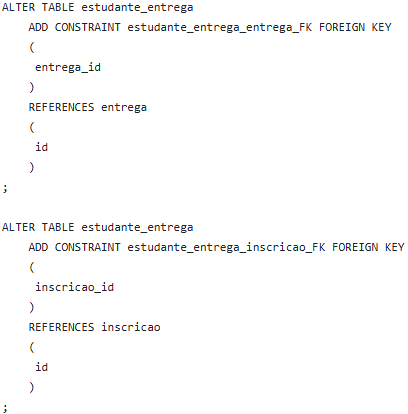 ALTER TABLE estudante_entrega
ADD CONSTRAINT estudante_entrega_entrega_FK FOREIGN KEY
(
entrega_id
)
REFERENCES entrega
(
id
)
;
ALTER TABLE estudante_entrega
ADD CONSTRAINT estudante_entrega_inscricao_FK FOREIGN KEY
(
inscricao_id
)
REFERENCES inscricao
(
id
)
;